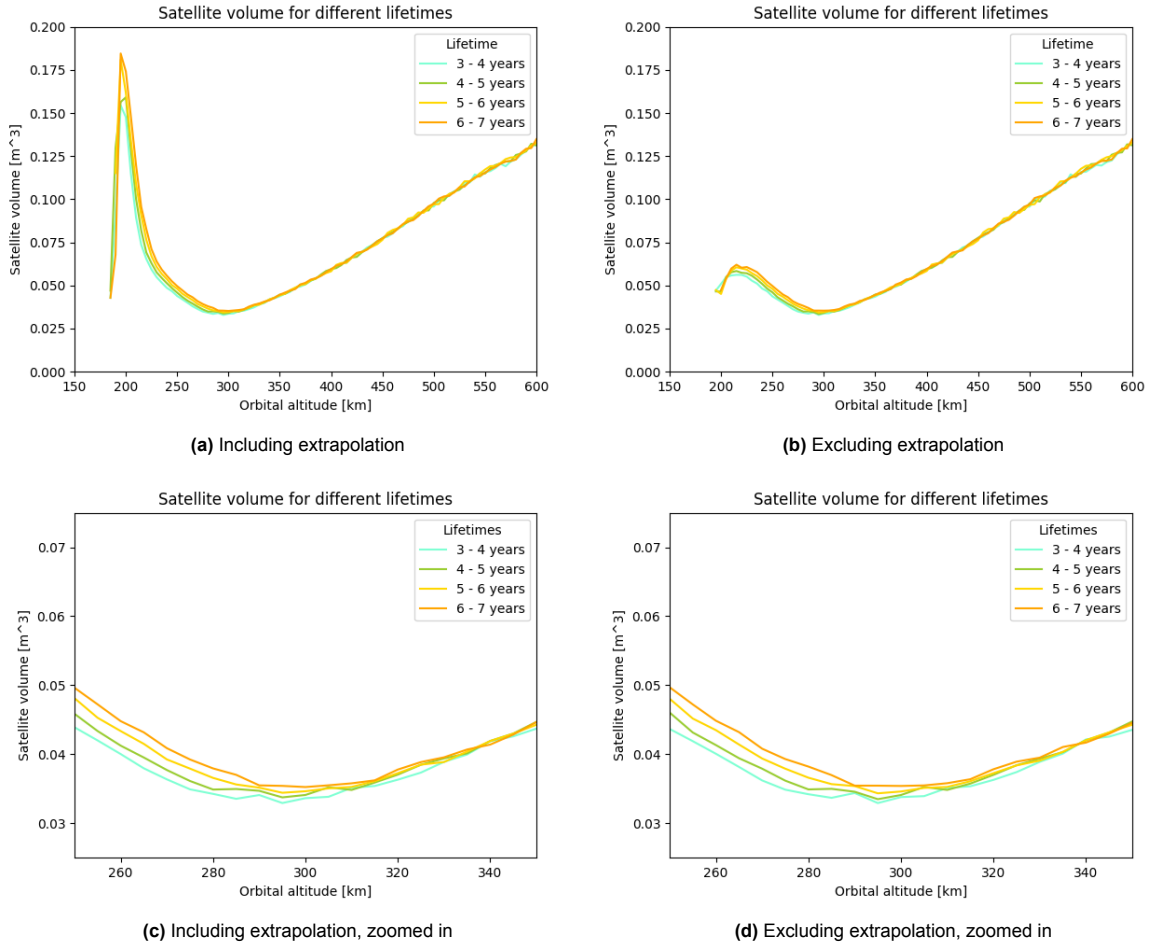 Satellite volume for different lifetimes
0.200
0.175
0.150
0.125
0.100
0.075
0.050
0.025
0.000
Satellite volume [m^3]
Lifetime
3 - 4 years
4 - 5 years
5 - 6 years
6 - 7 years
150 200 250 300 350 400 450 500 550 600
Orbital altitude [km]
(a) Including extrapolation
Satellite volume for different lifetimes
0.200
0.175
0.150
0.125
0.100
0.075
0.050
0.025
0.000
Satellite volume [m^3]
Lifetime
3 - 4 years
4 - 5 years
5 - 6 years
6 - 7 years
150 200 250 300 350 400 450 500 550 600
Orbital altitude [km]
(b) Excluding extrapolation
Satellite volume for different lifetimes
0.07
0.06
0.05
0.04
0.03
Satellite volume [m^3]
Lifetimes
3 - 4 years
4 - 5 years
5 - 6 years
6 - 7 years
260 280 300 320 340
Orbital altitude [km]
(c) Including extrapolation, zoomed in
Satellite volume for different lifetimes
0.07
0.06
0.05
0.04
0.03
Satellite volume [m^3]
Lifetimes
3 - 4 years
4 - 5 years
5 - 6 years
6 - 7 years
260 280 300 320 340
Orbital altitude [km]
(d) Excluding extrapolation, zoomed in